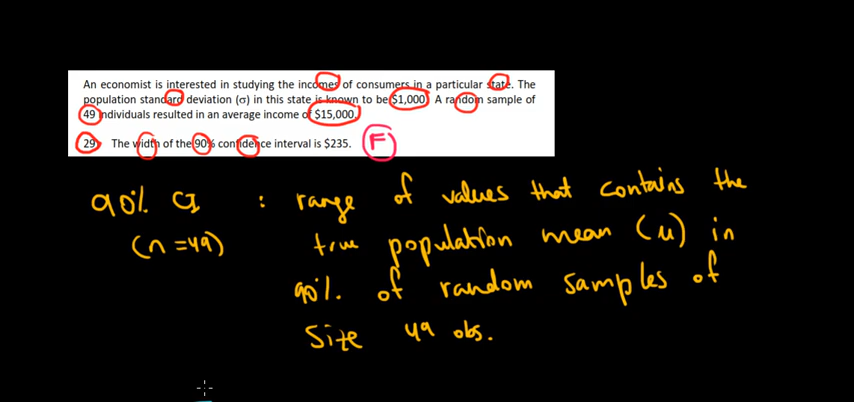 An economist is interested in studying the incomes of consumers in a particular state. The
population standard deviation (σ) in this state is known to be $1,000. A random sample of
49 individuals resulted in an average income of $15,000.
29. The width of the 90% confidence interval is $235. F
90% CI : range of values that contains the
(n = 49) true population mean (u) in
90% of random samples of
size 49 obs.